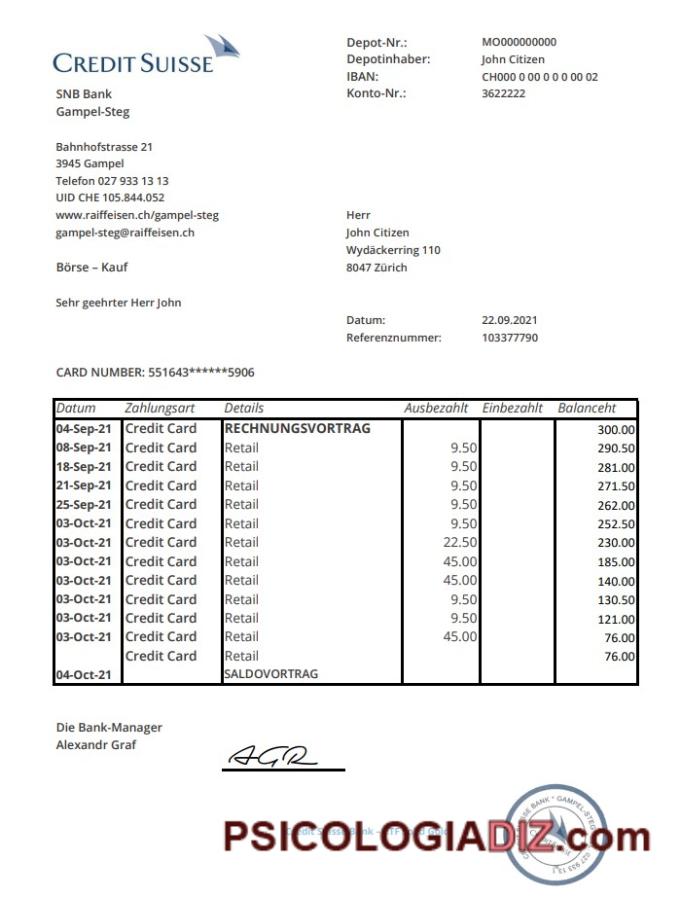 CREDIT SUISSE
SNB Bank
Gampel-Steg
Bahnhofstrasse 21
3945 Gampel
Telefon 027 933 13 13
UID CHE 105.844.052
www.raiffeisen.ch/gampel-steg
gampel-steg@raiffeisen.ch
Börse – Kauf
Sehr geehrter Herr John
Depot-Nr.: MO000000000
Depotinhaber: John Citizen
IBAN: CH000 0 00 0 0 0 00 02
Konto-Nr.: 3622222
Herr
John Citizen
Wydäckerring 110
8047 Zürich
Datum: 22.09.2021
Referenznummer: 103377790
CARD NUMBER: 551643******5906
Datum Zahlungsart Details Ausbezahlt Einbezahlt Balanceht
04-Sep-21 Credit Card RECHNUNGSVORTRAG 300.00
08-Sep-21 Credit Card Retail 9.50 290.50
18-Sep-21 Credit Card Retail 9.50 281.00
21-Sep-21 Credit Card Retail 9.50 271.50
25-Sep-21 Credit Card Retail 9.50 262.00
03-Oct-21 Credit Card Retail 9.50 252.50
03-Oct-21 Credit Card Retail 22.50 230.00
03-Oct-21 Credit Card Retail 45.00 185.00
03-Oct-21 Credit Card Retail 45.00 140.00
03-Oct-21 Credit Card Retail 9.50 130.50
03-Oct-21 Credit Card Retail 9.50 121.00
03-Oct-21 Credit Card Retail 45.00 76.00
Credit Card Retail 76.00
04-Oct-21 SALDOVORTRAG
Die Bank-Manager
Alexandr Graf
AGR
PSICOLOGIADIZ.com
BANK * GAMPEL-STEG